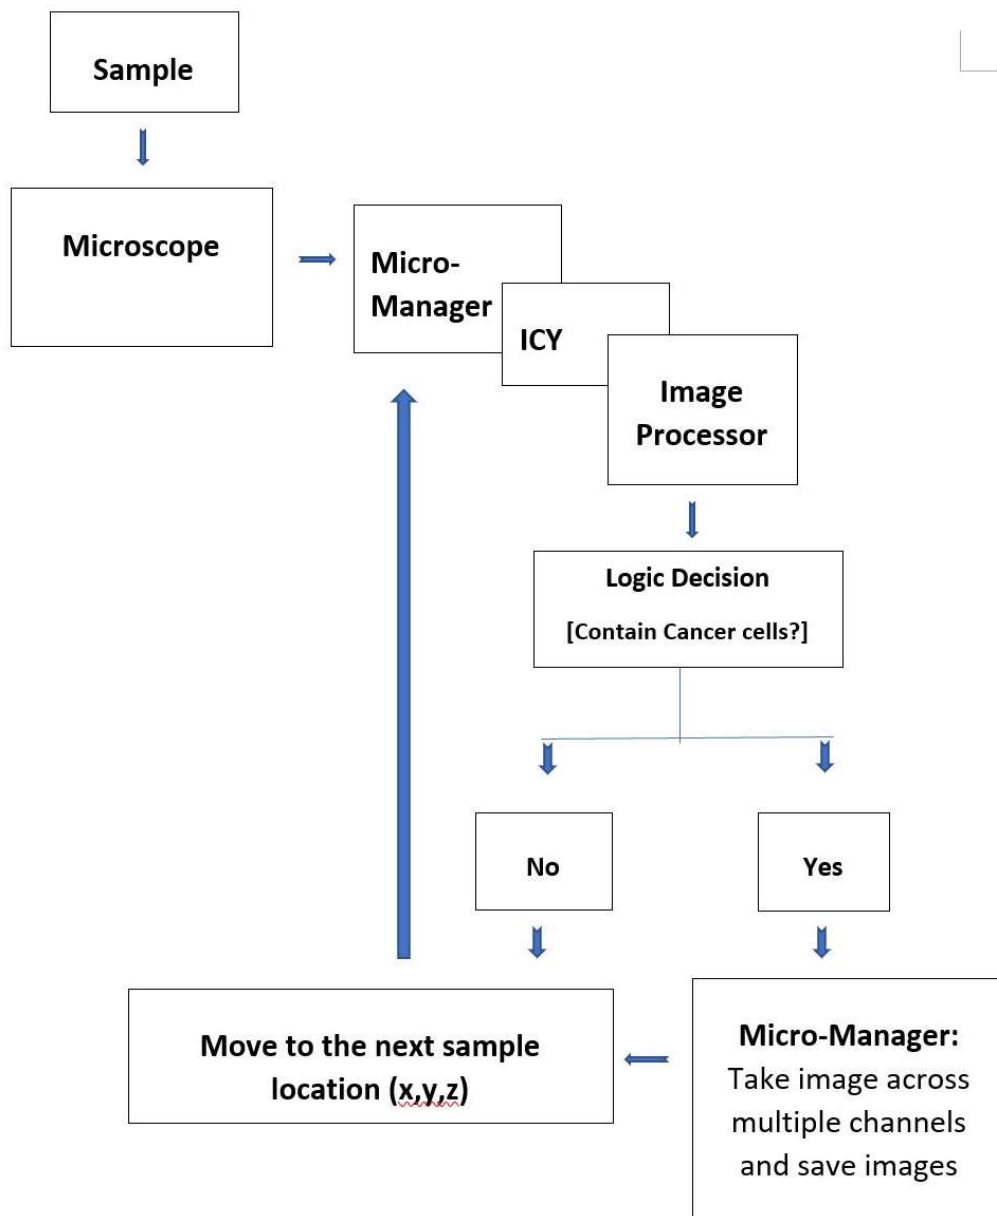 Sample
Microscope
Micro-
Manager
ICY
Image
Processor
Logic Decision
[Contain Cancer cells?]
No
Yes
Move to the next sample
location (x,y,z)
Micro-Manager:
Take image across
multiple channels
and save images